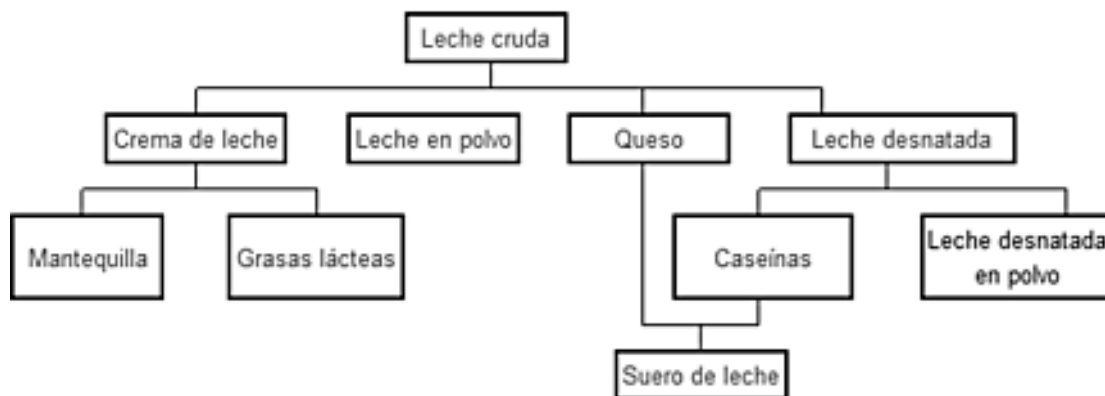 Leche cruda
Crema de leche
Leche en polvo
Queso
Leche desnatada
Mantequilla
Grasas lácteas
Caseínas
Leche desnatada
en polvo
Suero de leche